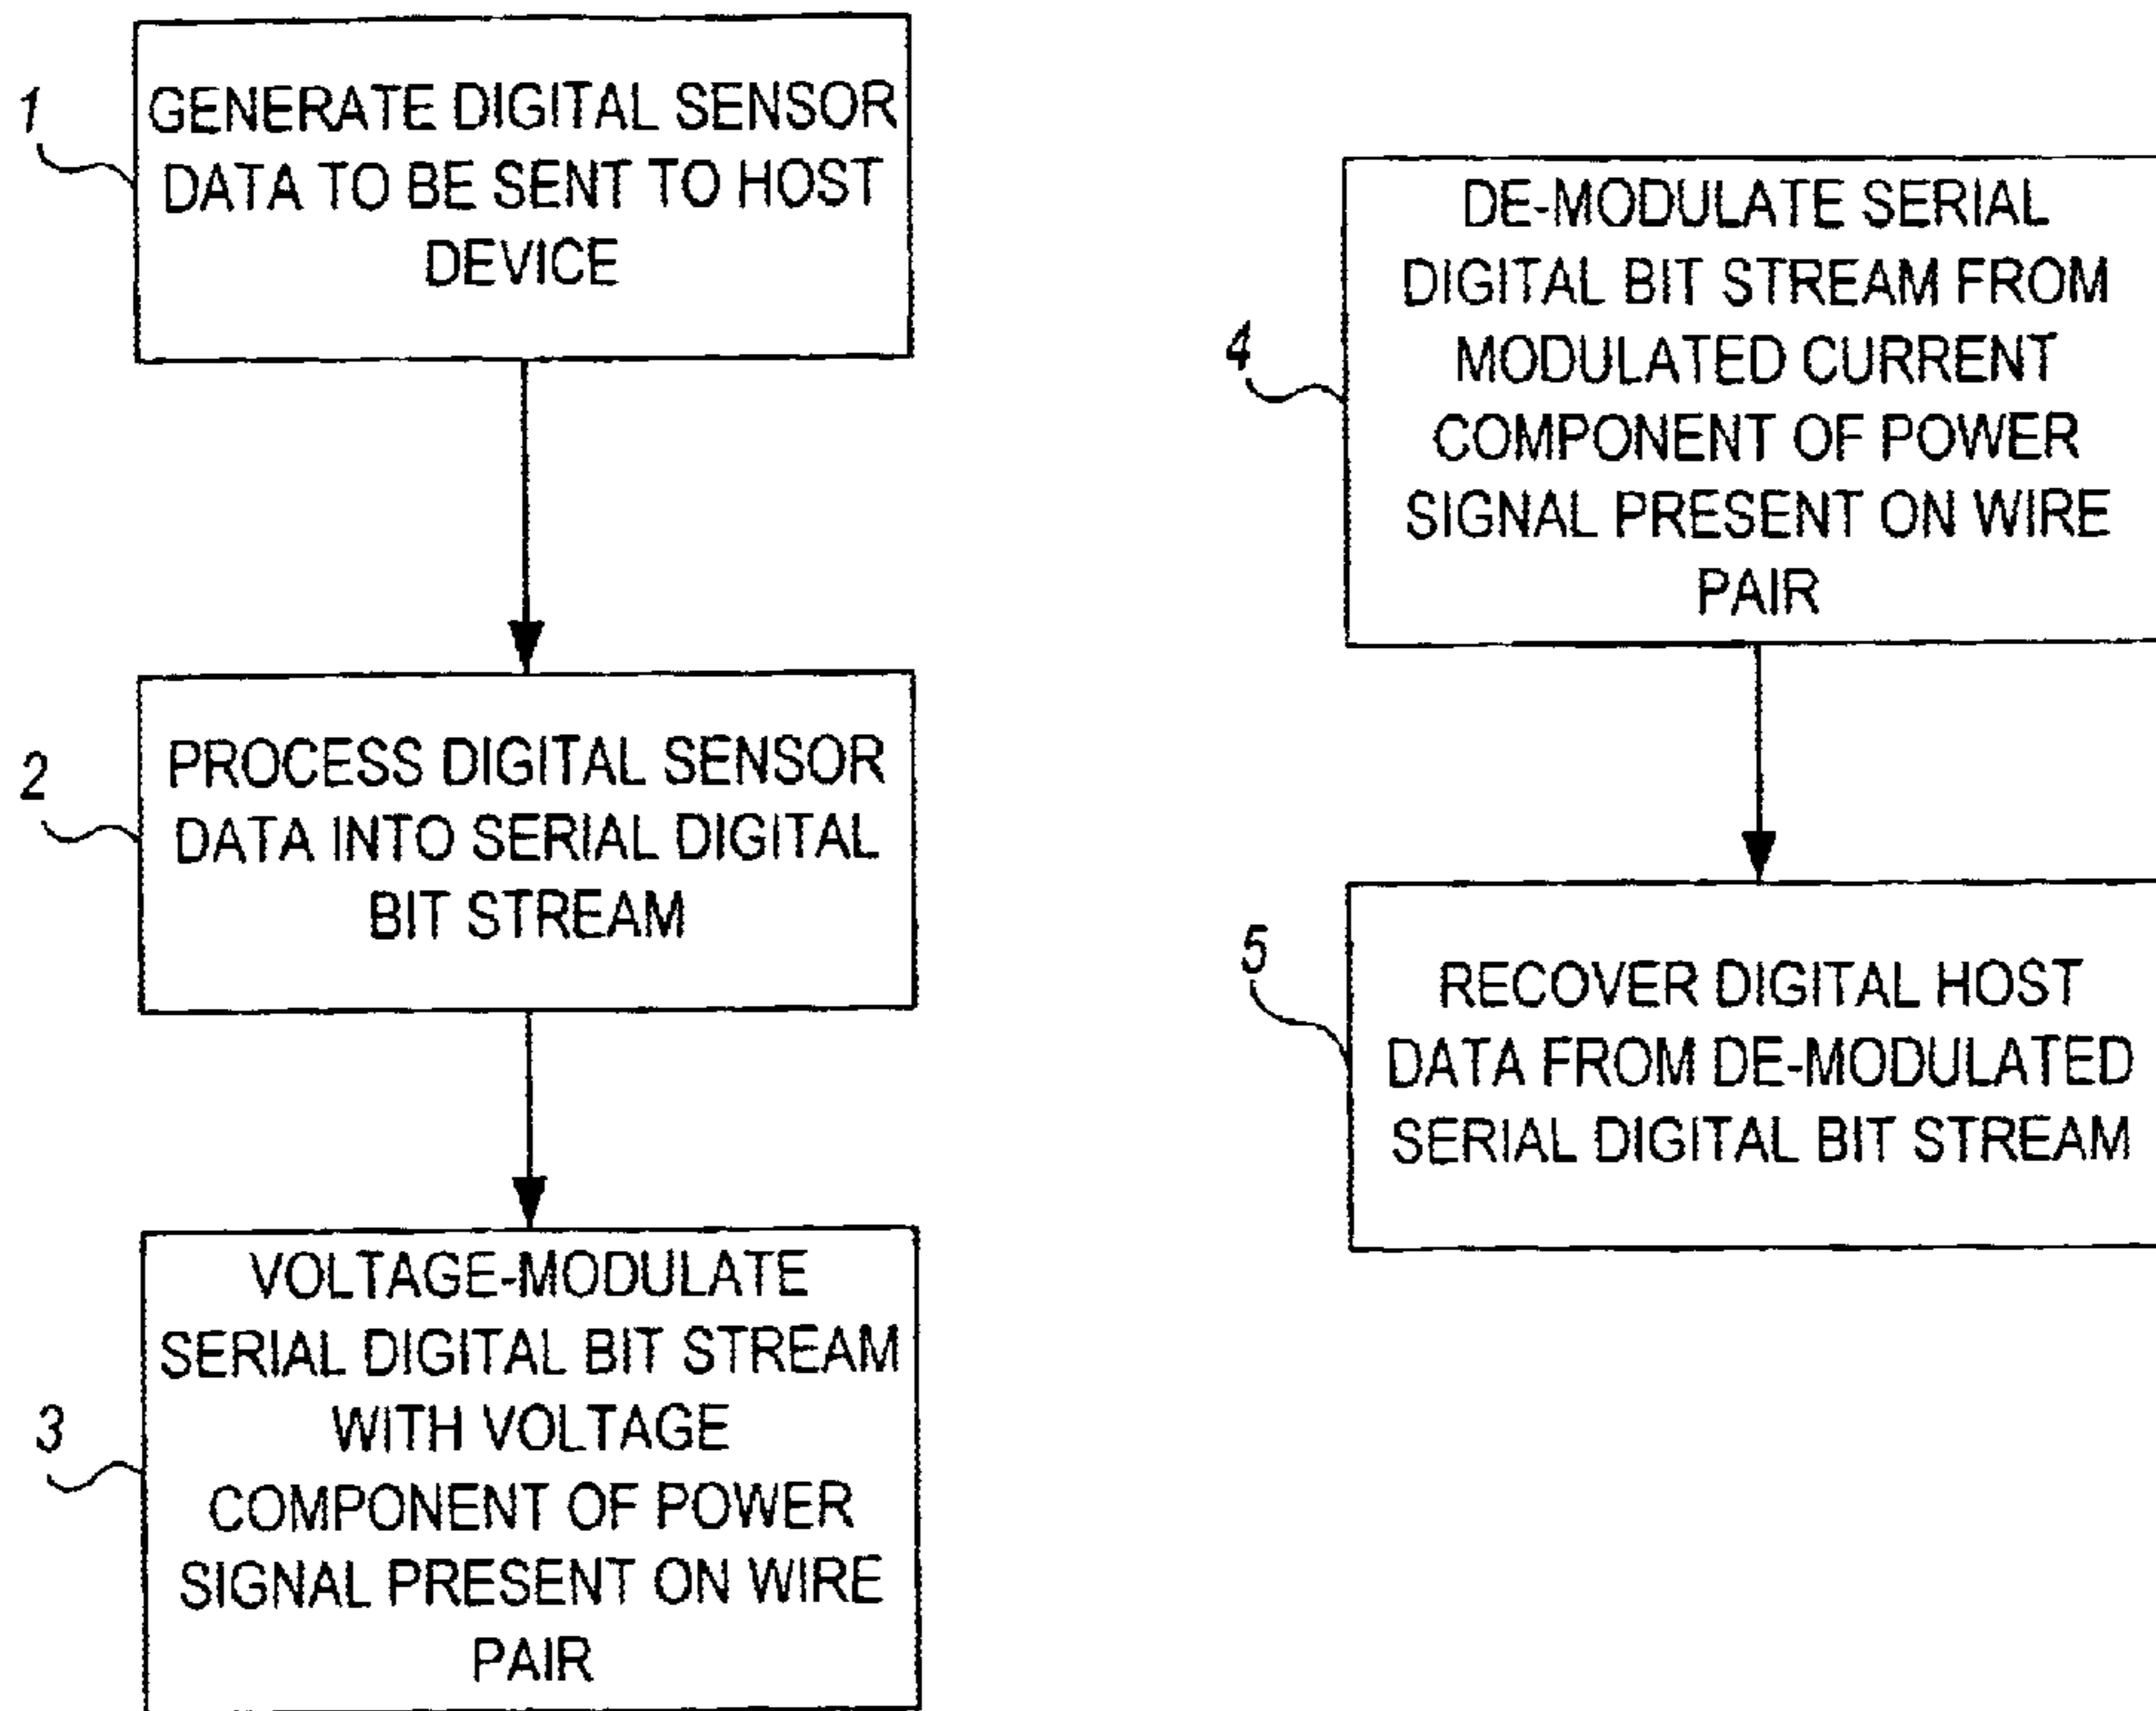 1
GENERATE DIGITAL SENSOR
DATA TO BE SENT TO HOST
DEVICE
2
PROCESS DIGITAL SENSOR
DATA INTO SERIAL DIGITAL
BIT STREAM
3
VOLTAGE-MODULATE
SERIAL DIGITAL BIT STREAM
WITH VOLTAGE
COMPONENT OF POWER
SIGNAL PRESENT ON WIRE
PAIR
4
DE-MODULATE SERIAL
DIGITAL BIT STREAM FROM
MODULATED CURRENT
COMPONENT OF POWER
SIGNAL PRESENT ON WIRE
PAIR
5
RECOVER DIGITAL HOST
DATA FROM DE-MODULATED
SERIAL DIGITAL BIT STREAM